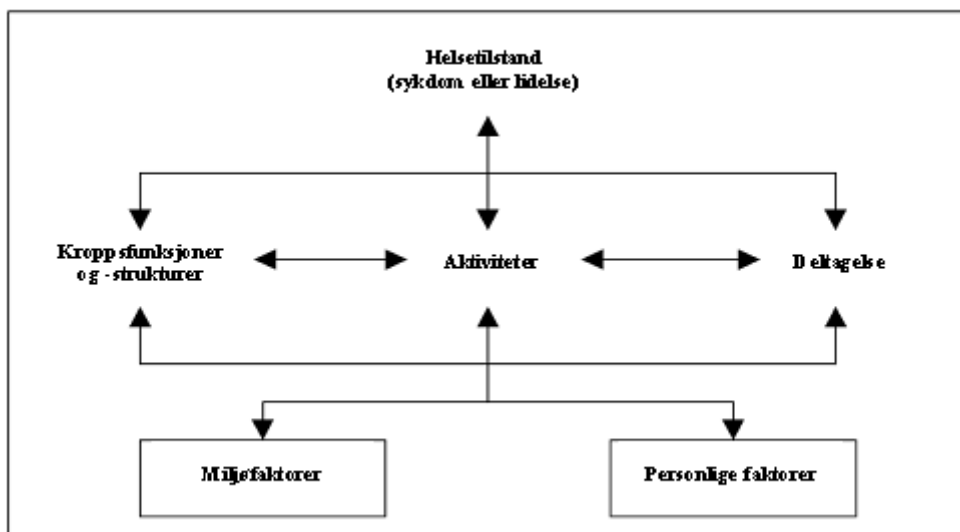 Helsetilstand
(sykdom eller lidelse)
Kroppsfunksjoner
og -strukturer
Aktiviteter
Deltagelse
Miljøfaktorer
Personlige faktorer